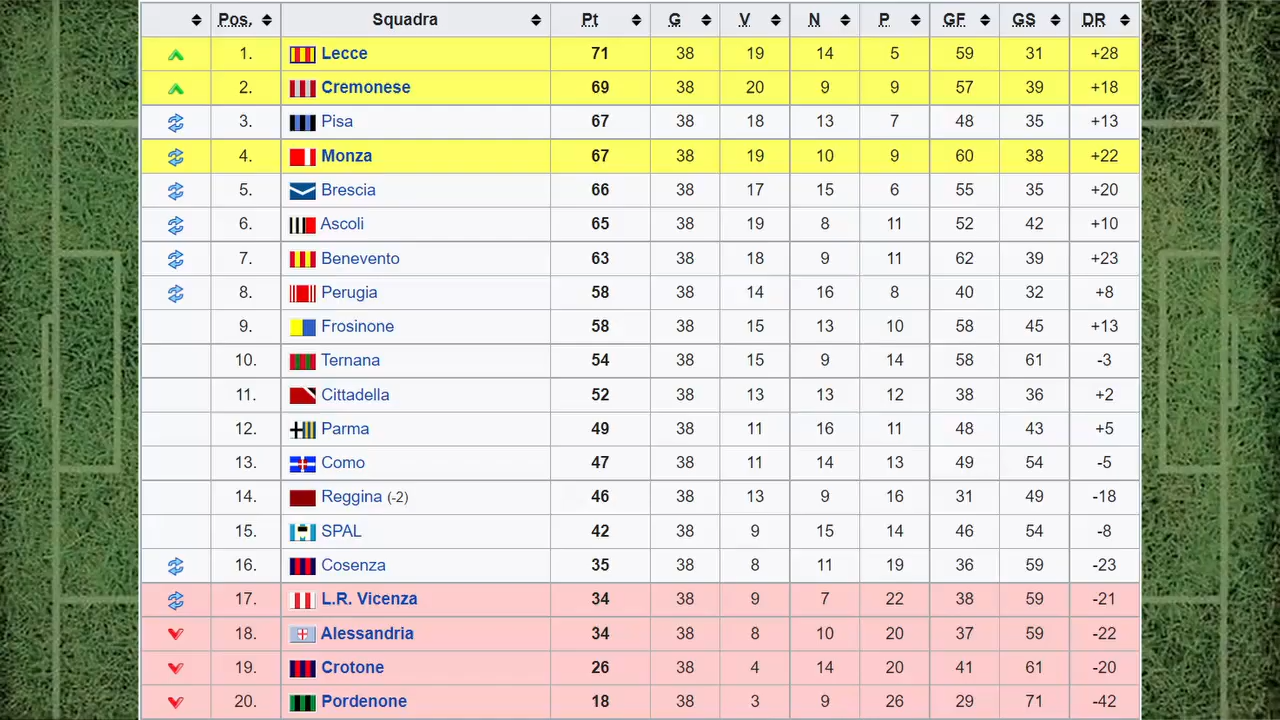 Pos. Squadra Pt G V N P GF GS DR
1. Lecce 71 38 19 14 5 59 31 +28
2. Cremonese 69 38 20 9 9 57 39 +18
3. Pisa 67 38 18 13 7 48 35 +13
4. Monza 67 38 19 10 9 60 38 +22
5. Brescia 66 38 17 15 6 55 35 +20
6. Ascoli 65 38 19 8 11 52 42 +10
7. Benevento 63 38 18 9 11 62 39 +23
8. Perugia 58 38 14 16 8 40 32 +8
9. Frosinone 58 38 15 13 10 58 45 +13
10. Ternana 54 38 15 9 14 58 61 -3
11. Cittadella 52 38 13 13 12 38 36 +2
12. Parma 49 38 11 16 11 48 43 +5
13. Como 47 38 11 14 13 49 54 -5
14. Reggina (-2) 46 38 13 9 16 31 49 -18
15. SPAL 42 38 9 15 14 46 54 -8
16. Cosenza 35 38 8 11 19 36 59 -23
17. L.R. Vicenza 34 38 9 7 22 38 59 -21
18. Alessandria 34 38 8 10 20 37 59 -22
19. Crotone 26 38 4 14 20 41 61 -20
20. Pordenone 18 38 3 9 26 29 71 -42